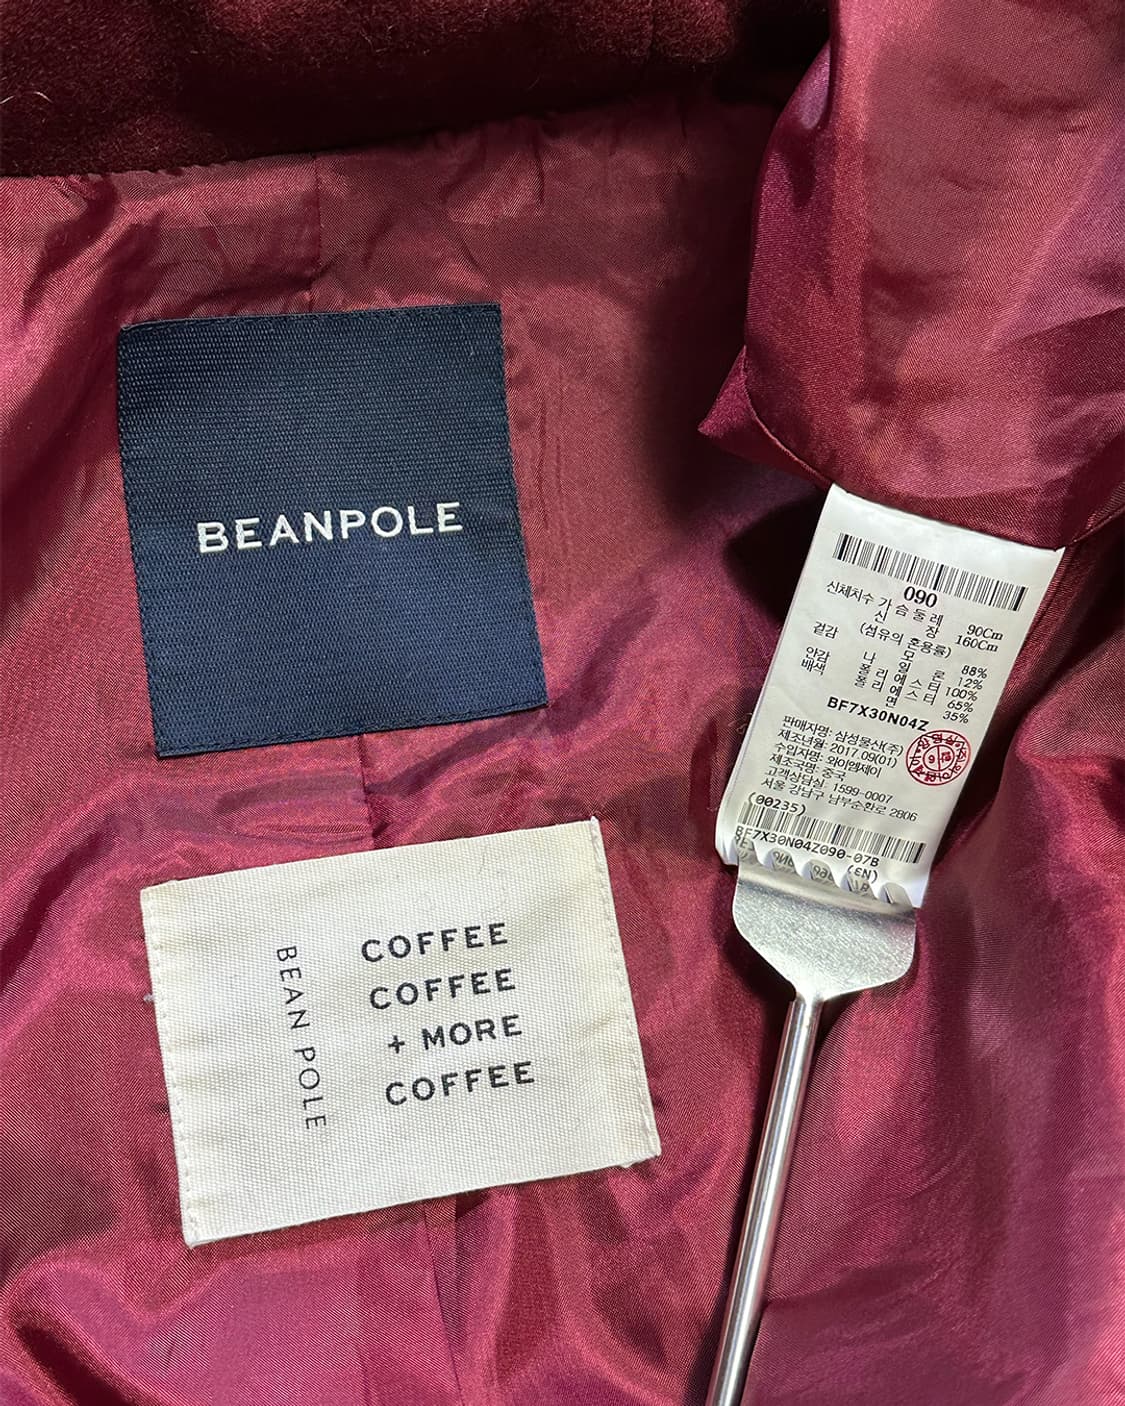 BEANPOLE
BEAN POLE
COFFEE
COFFEE
+ MORE
COFFEE
090
신체치수 가슴둘레 90Cm
신장 160Cm
겉감 (섬유의 혼용률)
모 88%
나일론 12%
안감 폴리에스터 100%
배색 폴리에스터 65%
면 35%
BF7X30N04Z
판매자명: 삼성물산(주)
제조년월: 2017.09(01)
수입자명: 와이엠제이
제조국명: 중국
고객상담실: 1599-0007
서울 강남구 남부순환로 2806
(00235)
BF7X30N04Z090-07B